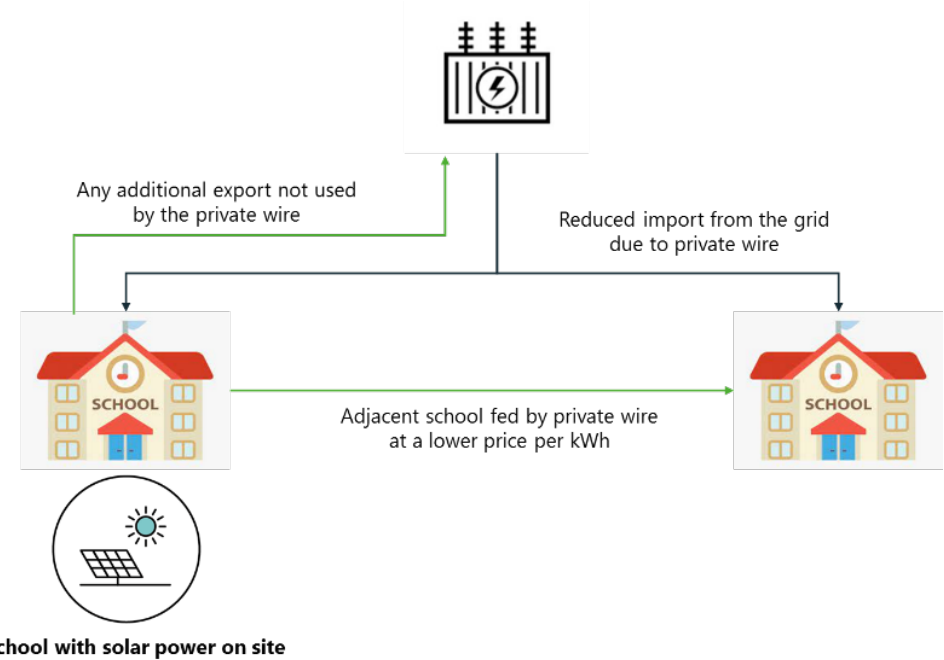 Any additional export not used
by the private wire
Reduced import from the grid
due to private wire
SCHOOL
SCHOOL
Adjacent school fed by private wire
at a lower price per kWh
chool with solar power on site